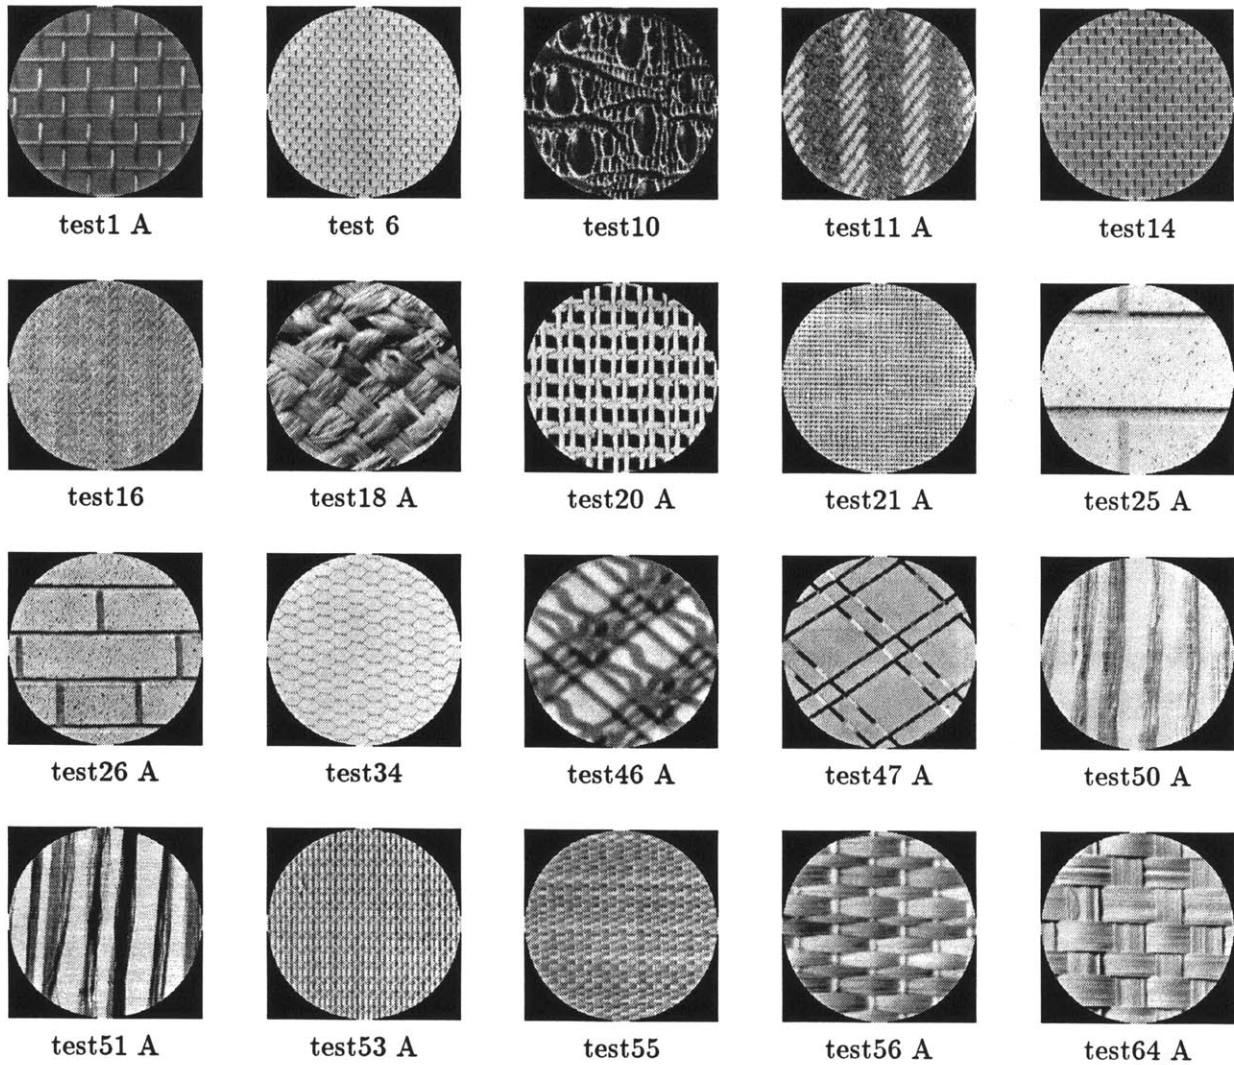 test1 A
test 6
test10
test11 A
test14
test16
test18 A
test20 A
test21 A
test25 A
test26 A
test34
test46 A
test47 A
test50 A
test51 A
test53 A
test55
test56 A
test64 A